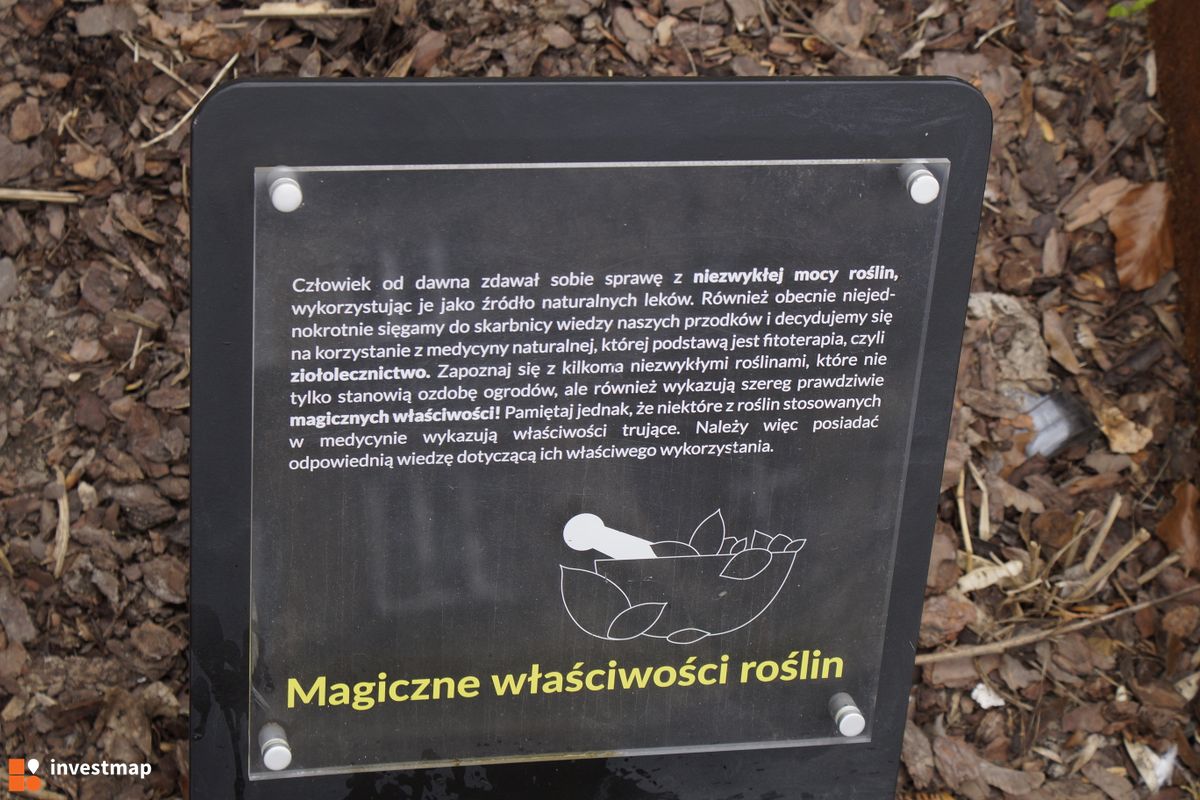 Człowiek od dawna zdawał sobie sprawę z niezwykłej mocy roślin,
wykorzystując je jako źródło naturalnych leków. Również obecnie niejed-
nokrotnie sięgamy do skarbnicy wiedzy naszych przodków i decydujemy się
na korzystanie z medycyny naturalnej, której podstawą jest fitoterapia, czyli
ziołolecznictwo. Zapoznaj się z kilkoma niezwykłymi roślinami, które nie
tylko stanowią ozdobę ogrodów, ale również wykazują szereg prawdziwie
magicznych właściwości! Pamiętaj jednak, że niektóre z roślin stosowanych
w medycynie wykazują właściwości trujące. Należy więc posiadać
odpowiednią wiedzę dotyczącą ich właściwego wykorzystania.
Magiczne właściwości roślin
investmap